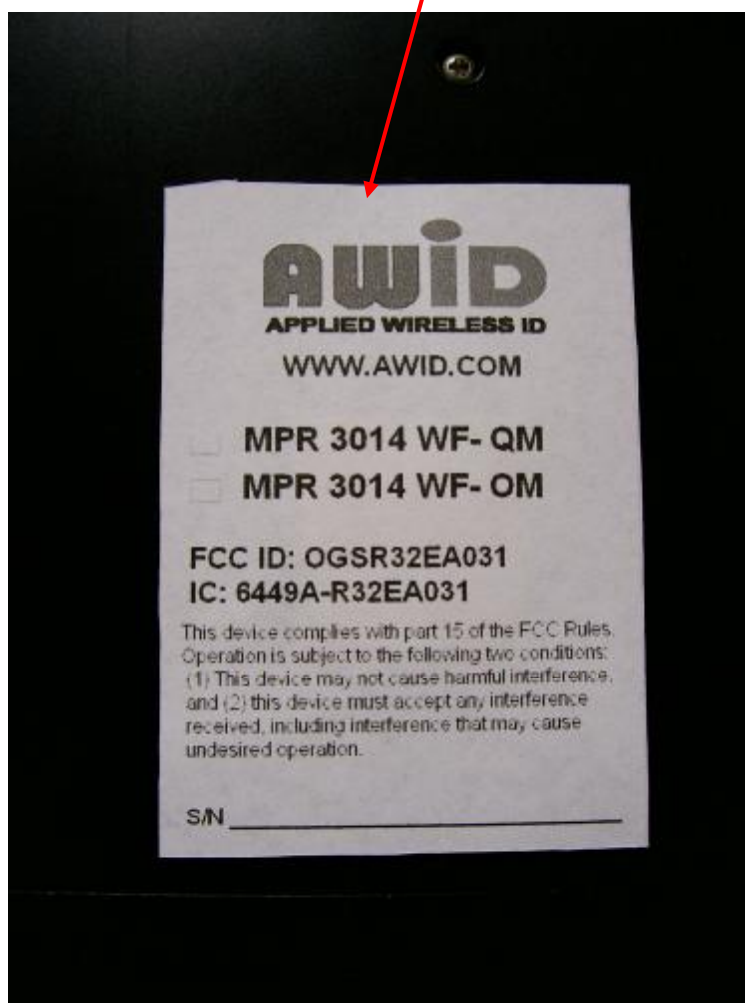 AWiD
APPLIED WIRELESS ID
WWW.AWID.COM
MPR 3014 WF- QM
MPR 3014 WF- OM
FCC ID: OGSR32EA031
IC: 6449A-R32EA031
This device complies with part 15 of the FCC Rules.
Operation is subject to the following two conditions:
(1) This device may not cause harmful interference,
and (2) this device must accept any interference
received, including interference that may cause
undesired operation.
S/N